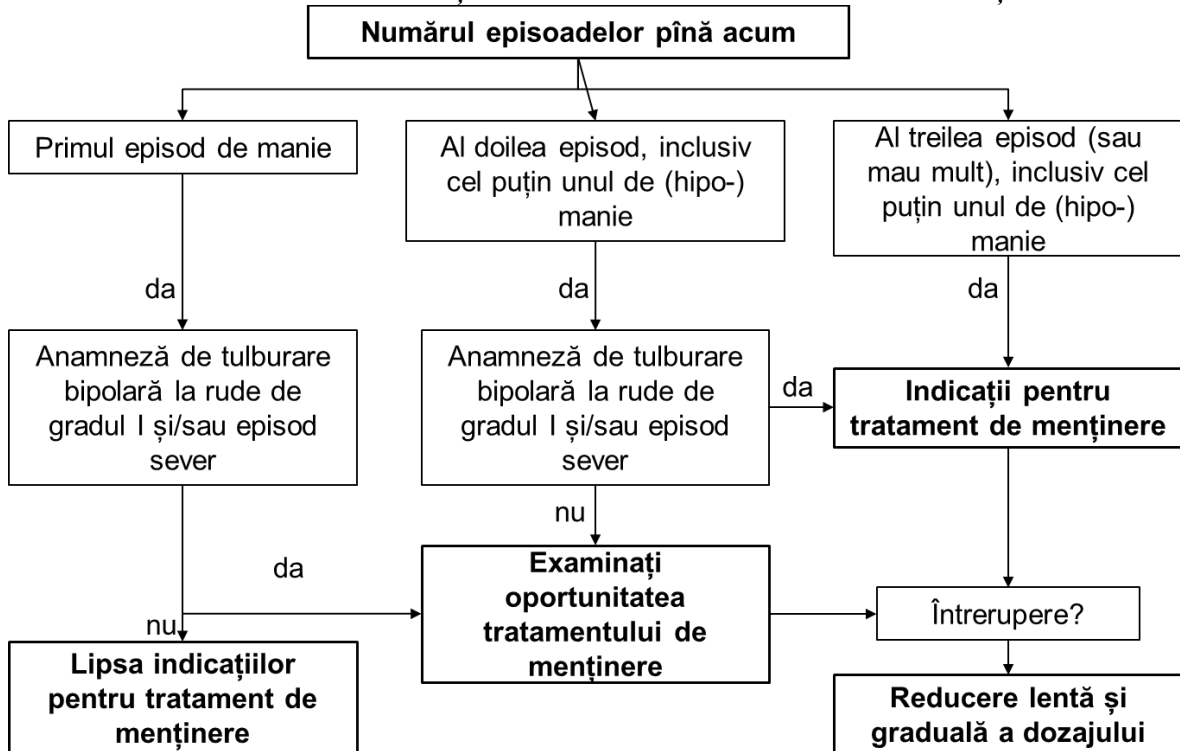 Numărul episoadelor pînă acum
Primul episod de manie
Al doilea episod, inclusiv
cel puțin unul de (hipo-)
manie
Al treilea episod (sau
mau mult), inclusiv cel
puțin unul de (hipo-)
manie
da
da
da
Anamneză de tulburare
bipolară la rude de
gradul I și/sau episod
sever
Anamneză de tulburare
bipolară la rude de
gradul I și/sau episod
sever
da
Indicații pentru
tratament de menținere
nu
da
Examinați
oportunitatea
tratamentului de
menținere
Întrerupere?
nu
Lipsa indicațiilor
pentru tratament de
menținere
Reducere lentă și
graduală a dozajului